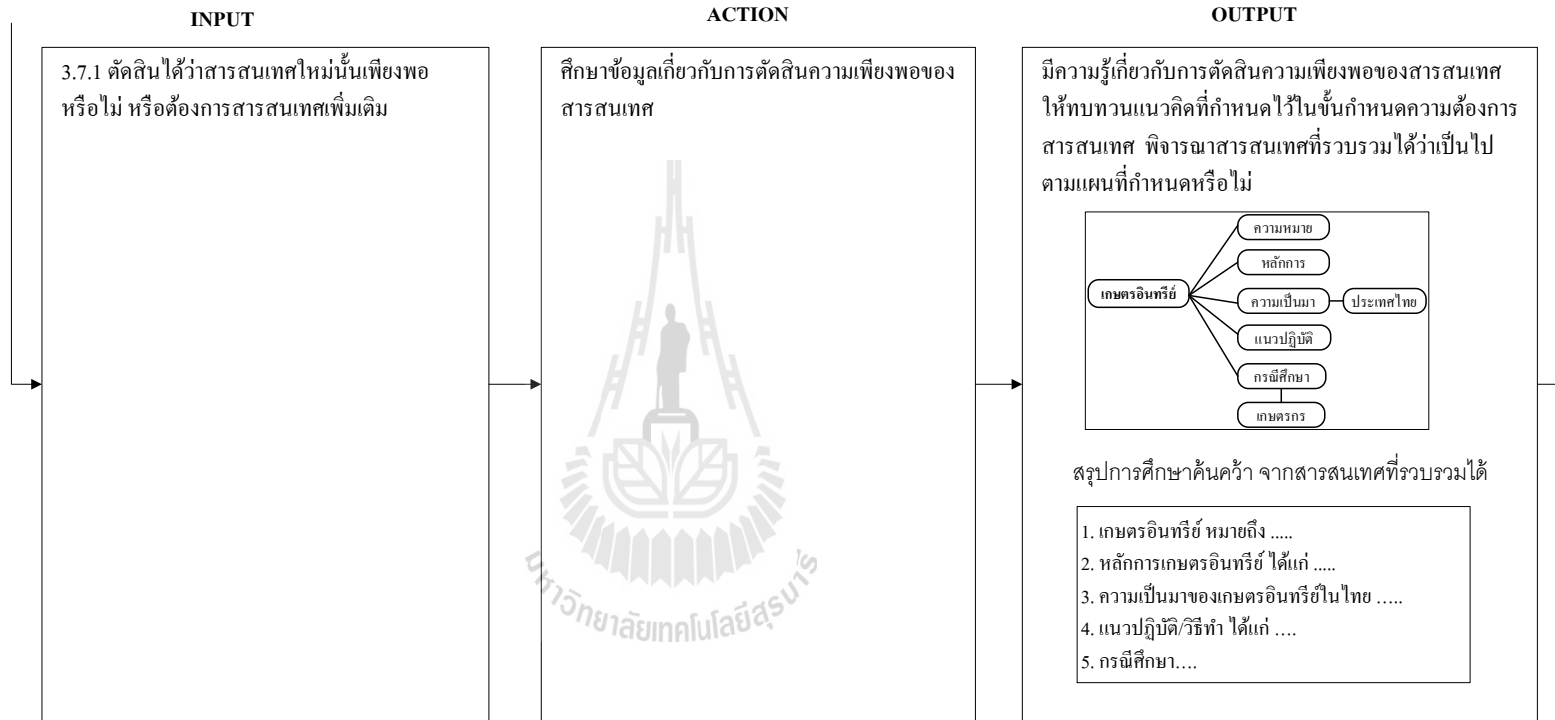 INPUT
ACTION
OUTPUT
3.7.1 ตัดสินได้ว่าสารสนเทศใหม่นั้นเพียงพอ
หรือไม่ หรือต้องการสารสนเทศเพิ่มเติม
ศึกษาข้อมูลเกี่ยวกับการตัดสินความเพียงพอของ
สารสนเทศ
มีความรู้เกี่ยวกับการตัดสินความเพียงพอของสารสนเทศ
ให้ทบทวนแนวคิดที่กำหนดไว้ในขั้นกำหนดความต้องการ
สารสนเทศ พิจารณาสารสนเทศที่รวบรวมได้ว่าเป็นไป
ตามแผนที่กำหนดหรือไม่
ความหมาย
หลักการ
เกษตรอินทรีย์
ความเป็นมา
ประเทศไทย
แนวปฏิบัติ
กรณีศึกษา
เกษตรกร
สรุปการศึกษาค้นคว้า จากสารสนเทศที่รวบรวมได้
1. เกษตรอินทรีย์ หมายถึง .....
2. หลักการเกษตรอินทรีย์ ได้แก่ .....
3. ความเป็นมาของเกษตรอินทรีย์ในไทย .....
4. แนวปฏิบัติ/วิธีทำ ได้แก่ ....
5. กรณีศึกษา....
มหาวิทยาลัยเทคโนโลยีสุรนารี